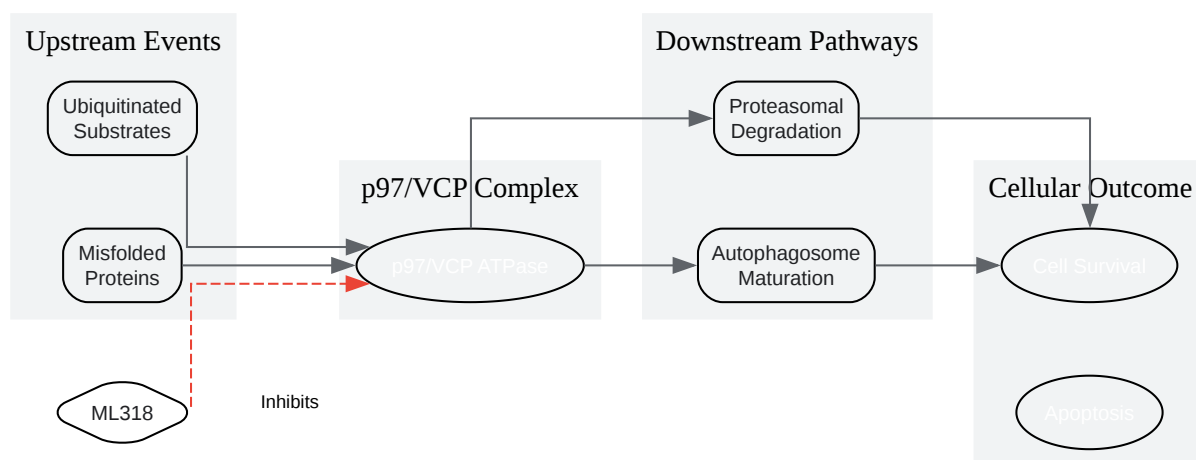 Upstream Events
Ubiquitinated
Substrates
Misfolded
Proteins
ML318
Inhibits
p97/VCP Complex
p97/VCP ATPase
Downstream Pathways
Proteasomal
Degradation
Autophagosome
Maturation
Cellular Outcome
Cell Survival
Apoptosis